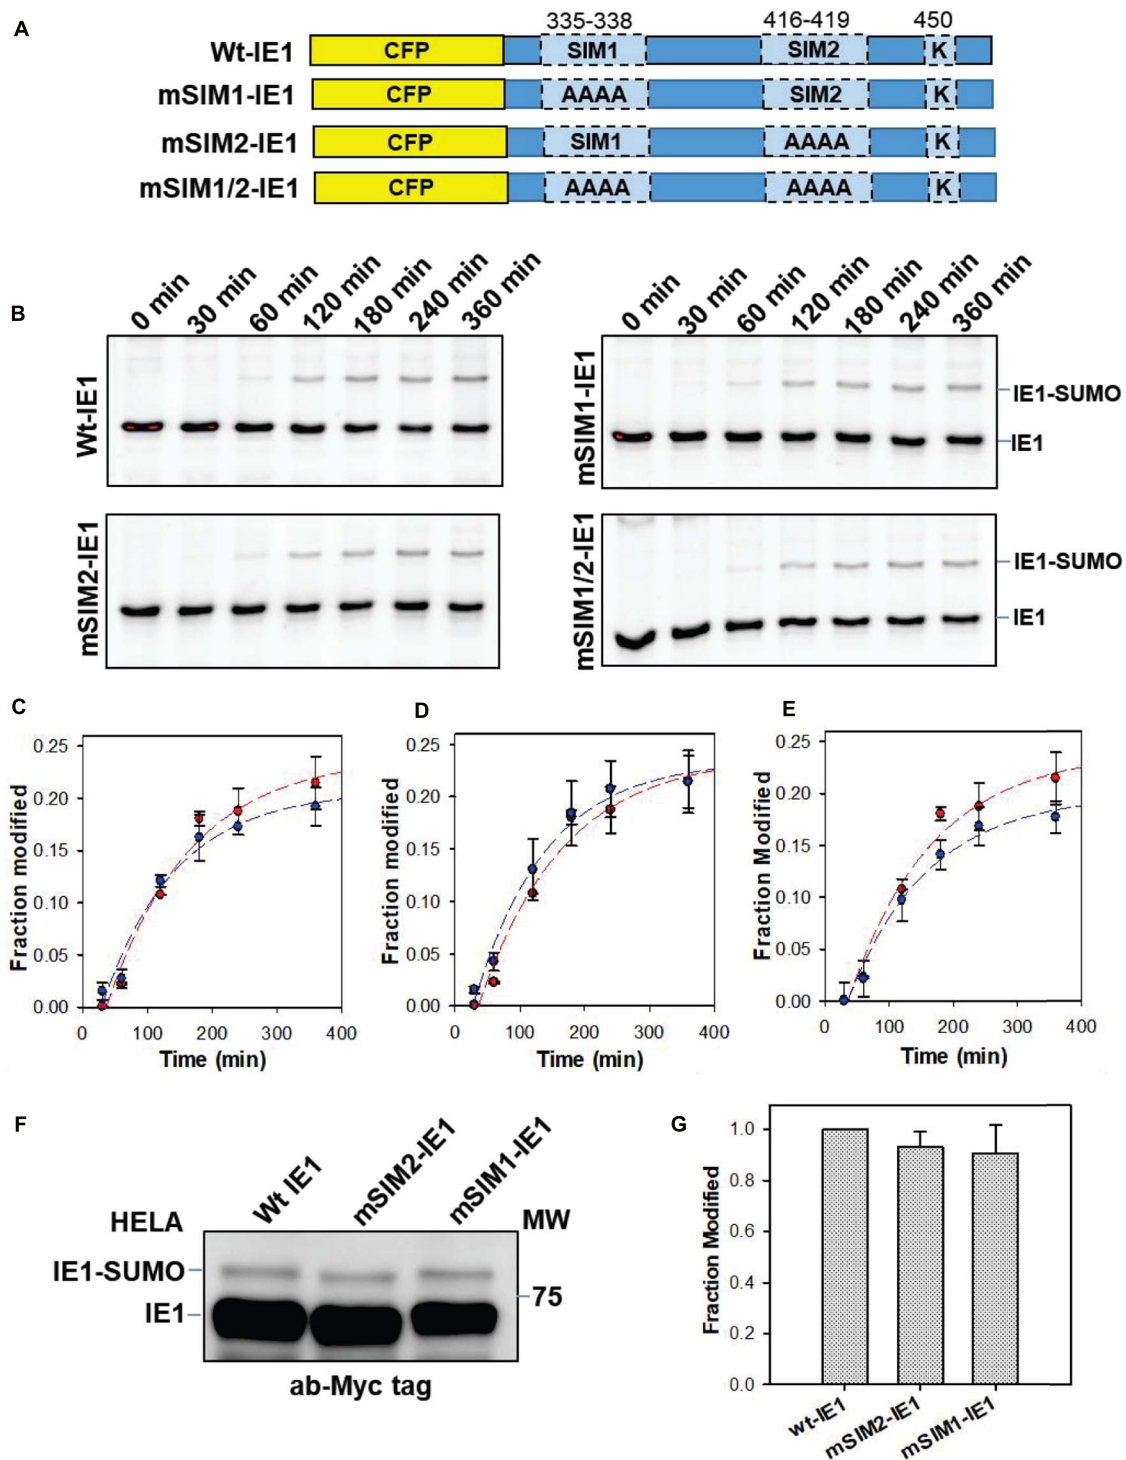 A
335-338 416-419 450
Wt-IE1 CFP SIM1 SIM2 K
mSIM1-IE1 CFP AAAA SIM2 K
mSIM2-IE1 CFP SIM1 AAAA K
mSIM1/2-IE1 CFP AAAA AAAA K
B
0 min 30 min 60 min 120 min 180 min 240 min 360 min
0 min 30 min 60 min 120 min 180 min 240 min 360 min
Wt-IE1
mSIM1-IE1
IE1-SUMO
IE1
mSIM2-IE1
mSIM1/2-IE1
IE1-SUMO
IE1
C
Fraction modified
0.25
0.20
0.15
0.10
0.05
0.00
0 100 200 300 400
Time (min)
D
Fraction modified
0.25
0.20
0.15
0.10
0.05
0.00
0 100 200 300 400
Time (min)
E
Fraction Modified
0.25
0.20
0.15
0.10
0.05
0.00
0 100 200 300 400
Time (min)
F
Wt IE1 mSIM2-IE1 mSIM1-IE1
HELA MW
IE1-SUMO
75
IE1
ab-Myc tag
G
Fraction Modified
1.0
0.8
0.6
0.4
0.2
0.0
wt-IE1 mSIM2-IE1 mSIM1-IE1